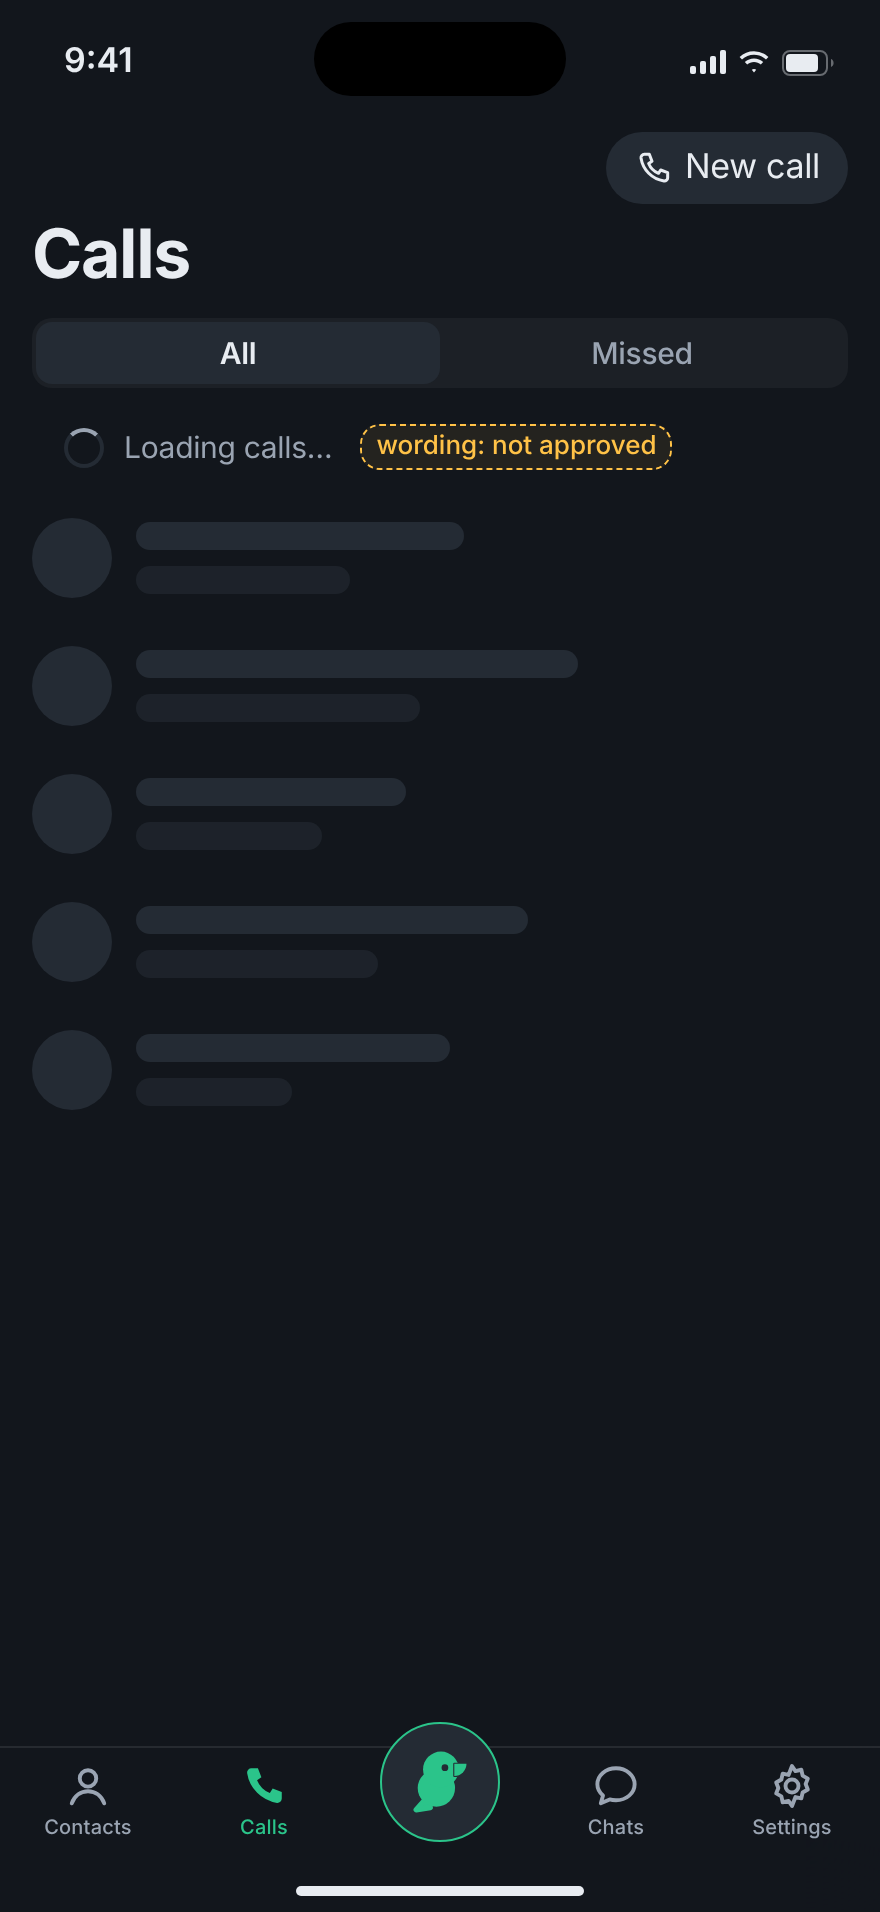 9:41
New call
Calls
All
Missed
Loading calls...
wording: not approved
Contacts
Calls
Chats
Settings